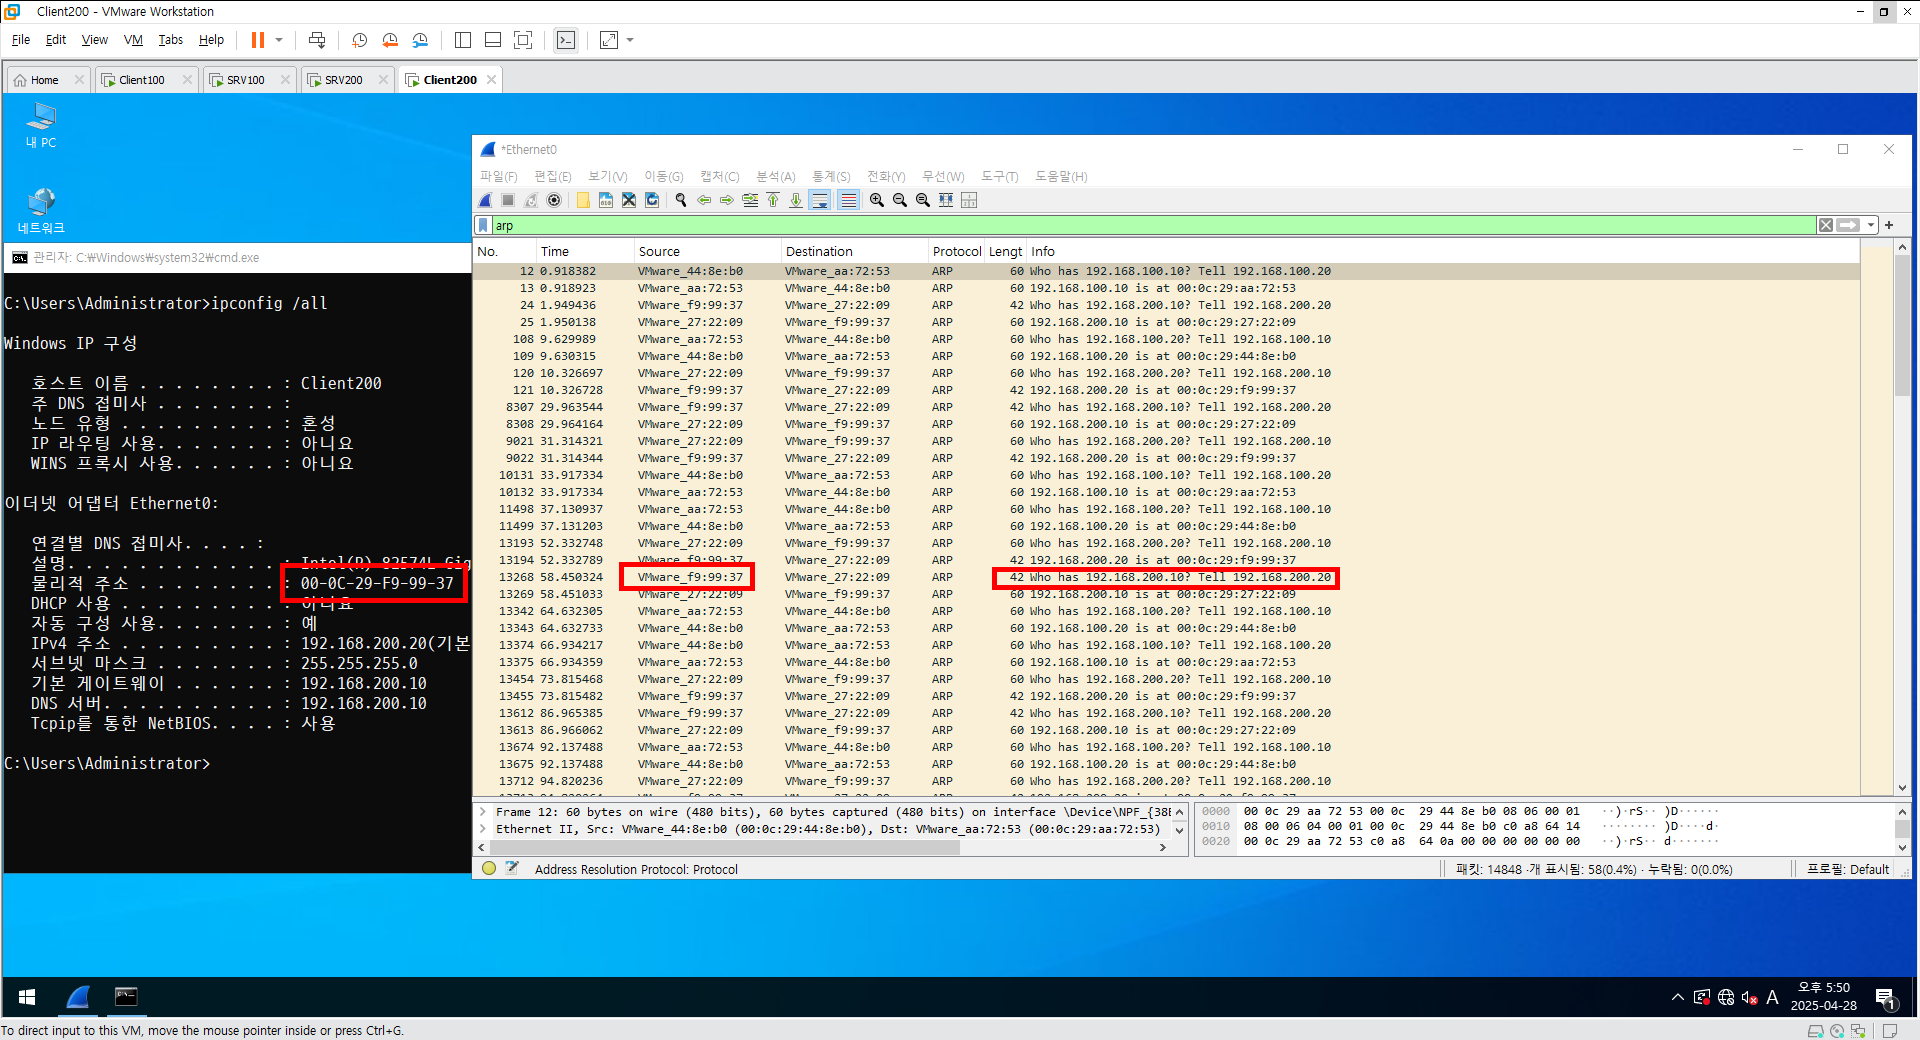 Client200 - VMware Workstation
File Edit View VM Tabs Help
Home Client100 SRV100 SRV200 Client200
내 PC
네트워크
관리자: C:₩Windows₩system32₩cmd.exe
C:\Users\Administrator>ipconfig /all
Windows IP 구성
호스트 이름 . . . . . . . . : Client200
주 DNS 접미사 . . . . . . . :
노드 유형 . . . . . . . . . : 혼성
IP 라우팅 사용. . . . . . . : 아니요
WINS 프록시 사용. . . . . . : 아니요
이더넷 어댑터 Ethernet0:
연결별 DNS 접미사. . . . :
설명. . . . . . . . . . . . : Intel(R) 82574L Gig
물리적 주소 . . . . . . . . : 00-0C-29-F9-99-37
DHCP 사용 . . . . . . . . . : 아니요
자동 구성 사용. . . . . . . : 예
IPv4 주소 . . . . . . . . . : 192.168.200.20(기본
서브넷 마스크 . . . . . . . : 255.255.255.0
기본 게이트웨이 . . . . . . : 192.168.200.10
DNS 서버. . . . . . . . . . : 192.168.200.10
Tcpip를 통한 NetBIOS. . . . : 사용
C:\Users\Administrator>
*Ethernet0
파일(F) 편집(E) 보기(V) 이동(G) 캡처(C) 분석(A) 통계(S) 전화(Y) 무선(W) 도구(T) 도움말(H)
arp
No. Time Source Destination Protocol Lengt Info
12 0.918382 VMware_44:8e:b0 VMware_aa:72:53 ARP 60 Who has 192.168.100.10? Tell 192.168.100.20
13 0.918923 VMware_aa:72:53 VMware_44:8e:b0 ARP 60 192.168.100.10 is at 00:0c:29:aa:72:53
24 1.949436 VMware_f9:99:37 VMware_27:22:09 ARP 42 Who has 192.168.200.10? Tell 192.168.200.20
25 1.950138 VMware_27:22:09 VMware_f9:99:37 ARP 60 192.168.200.10 is at 00:0c:29:27:22:09
108 9.629989 VMware_aa:72:53 VMware_44:8e:b0 ARP 60 Who has 192.168.100.20? Tell 192.168.100.10
109 9.630315 VMware_44:8e:b0 VMware_aa:72:53 ARP 60 192.168.100.20 is at 00:0c:29:44:8e:b0
120 10.326697 VMware_27:22:09 VMware_f9:99:37 ARP 60 Who has 192.168.200.20? Tell 192.168.200.10
121 10.326728 VMware_f9:99:37 VMware_27:22:09 ARP 42 192.168.200.20 is at 00:0c:29:f9:99:37
8307 29.963544 VMware_f9:99:37 VMware_27:22:09 ARP 42 Who has 192.168.200.10? Tell 192.168.200.20
8308 29.964164 VMware_27:22:09 VMware_f9:99:37 ARP 60 192.168.200.10 is at 00:0c:29:27:22:09
9021 31.314321 VMware_27:22:09 VMware_f9:99:37 ARP 60 Who has 192.168.200.20? Tell 192.168.200.10
9022 31.314344 VMware_f9:99:37 VMware_27:22:09 ARP 42 192.168.200.20 is at 00:0c:29:f9:99:37
10131 33.917334 VMware_44:8e:b0 VMware_aa:72:53 ARP 60 Who has 192.168.100.10? Tell 192.168.100.20
10132 33.917334 VMware_aa:72:53 VMware_44:8e:b0 ARP 60 192.168.100.10 is at 00:0c:29:aa:72:53
11498 37.130937 VMware_aa:72:53 VMware_44:8e:b0 ARP 60 Who has 192.168.100.20? Tell 192.168.100.10
11499 37.131203 VMware_44:8e:b0 VMware_aa:72:53 ARP 60 192.168.100.20 is at 00:0c:29:44:8e:b0
13193 52.332748 VMware_27:22:09 VMware_f9:99:37 ARP 60 Who has 192.168.200.20? Tell 192.168.200.10
13194 52.332789 VMware_f9:99:37 VMware_27:22:09 ARP 42 192.168.200.20 is at 00:0c:29:f9:99:37
13268 58.450324 VMware_f9:99:37 VMware_27:22:09 ARP 42 Who has 192.168.200.10? Tell 192.168.200.20
13269 58.451033 VMware_27:22:09 VMware_f9:99:37 ARP 60 192.168.200.10 is at 00:0c:29:27:22:09
13342 64.632305 VMware_aa:72:53 VMware_44:8e:b0 ARP 60 Who has 192.168.100.20? Tell 192.168.100.10
13343 64.632733 VMware_44:8e:b0 VMware_aa:72:53 ARP 60 192.168.100.20 is at 00:0c:29:44:8e:b0
13374 66.934217 VMware_44:8e:b0 VMware_aa:72:53 ARP 60 Who has 192.168.100.10? Tell 192.168.100.20
13375 66.934359 VMware_aa:72:53 VMware_44:8e:b0 ARP 60 192.168.100.10 is at 00:0c:29:aa:72:53
13454 73.815468 VMware_27:22:09 VMware_f9:99:37 ARP 60 Who has 192.168.200.20? Tell 192.168.200.10
13455 73.815482 VMware_f9:99:37 VMware_27:22:09 ARP 42 192.168.200.20 is at 00:0c:29:f9:99:37
13612 86.965385 VMware_f9:99:37 VMware_27:22:09 ARP 42 Who has 192.168.200.10? Tell 192.168.200.20
13613 86.966062 VMware_27:22:09 VMware_f9:99:37 ARP 60 192.168.200.10 is at 00:0c:29:27:22:09
13674 92.137488 VMware_aa:72:53 VMware_44:8e:b0 ARP 60 Who has 192.168.100.20? Tell 192.168.100.10
13675 92.137488 VMware_44:8e:b0 VMware_aa:72:53 ARP 60 192.168.100.20 is at 00:0c:29:44:8e:b0
13712 94.820236 VMware_27:22:09 VMware_f9:99:37 ARP 60 Who has 192.168.200.20? Tell 192.168.200.10
Frame 12: 60 bytes on wire (480 bits), 60 bytes captured (480 bits) on interface \Device\NPF_{38E
Ethernet II, Src: VMware_44:8e:b0 (00:0c:29:44:8e:b0), Dst: VMware_aa:72:53 (00:0c:29:aa:72:53)
0000 00 0c 29 aa 72 53 00 0c 29 44 8e b0 08 06 00 01 ··)·rS·· )D······
0010 08 00 06 04 00 01 00 0c 29 44 8e b0 c0 a8 64 14 ········ )D····d·
0020 00 0c 29 aa 72 53 c0 a8 64 0a 00 00 00 00 00 00 ··)·rS·· d·······
Address Resolution Protocol: Protocol
패킷: 14848 ·개 표시됨: 58(0.4%) · 누락됨: 0(0.0%)
프로필: Default
A
오후 5:50
2025-04-28
1
To direct input to this VM, move the mouse pointer inside or press Ctrl+G.